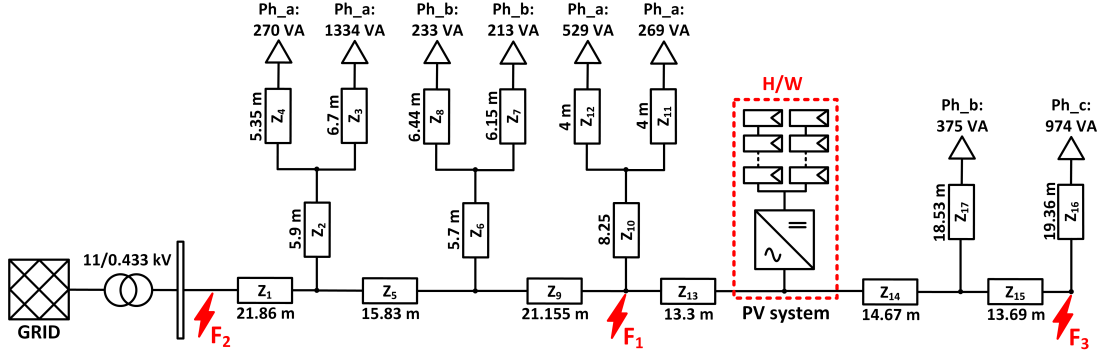 Ph_a: Ph_a: Ph_b: Ph_b: Ph_a: Ph_a:
270 VA 1334 VA 233 VA 213 VA 529 VA 269 VA
H/W
Ph_b: Ph_c:
375 VA 974 VA
5.35 m Z4 6.7 m Z3 6.44 m Z8 6.15 m Z7 4 m Z12 4 m Z11
18.53 m Z17 19.36 m Z16
5.9 m Z2 5.7 m Z6 8.25 Z10
11/0.433 kV
Z1 Z5 Z9 Z13 Z14 Z15
GRID F2 21.86 m 15.83 m 21.155 m F1 13.3 m PV system 14.67 m 13.69 m F3